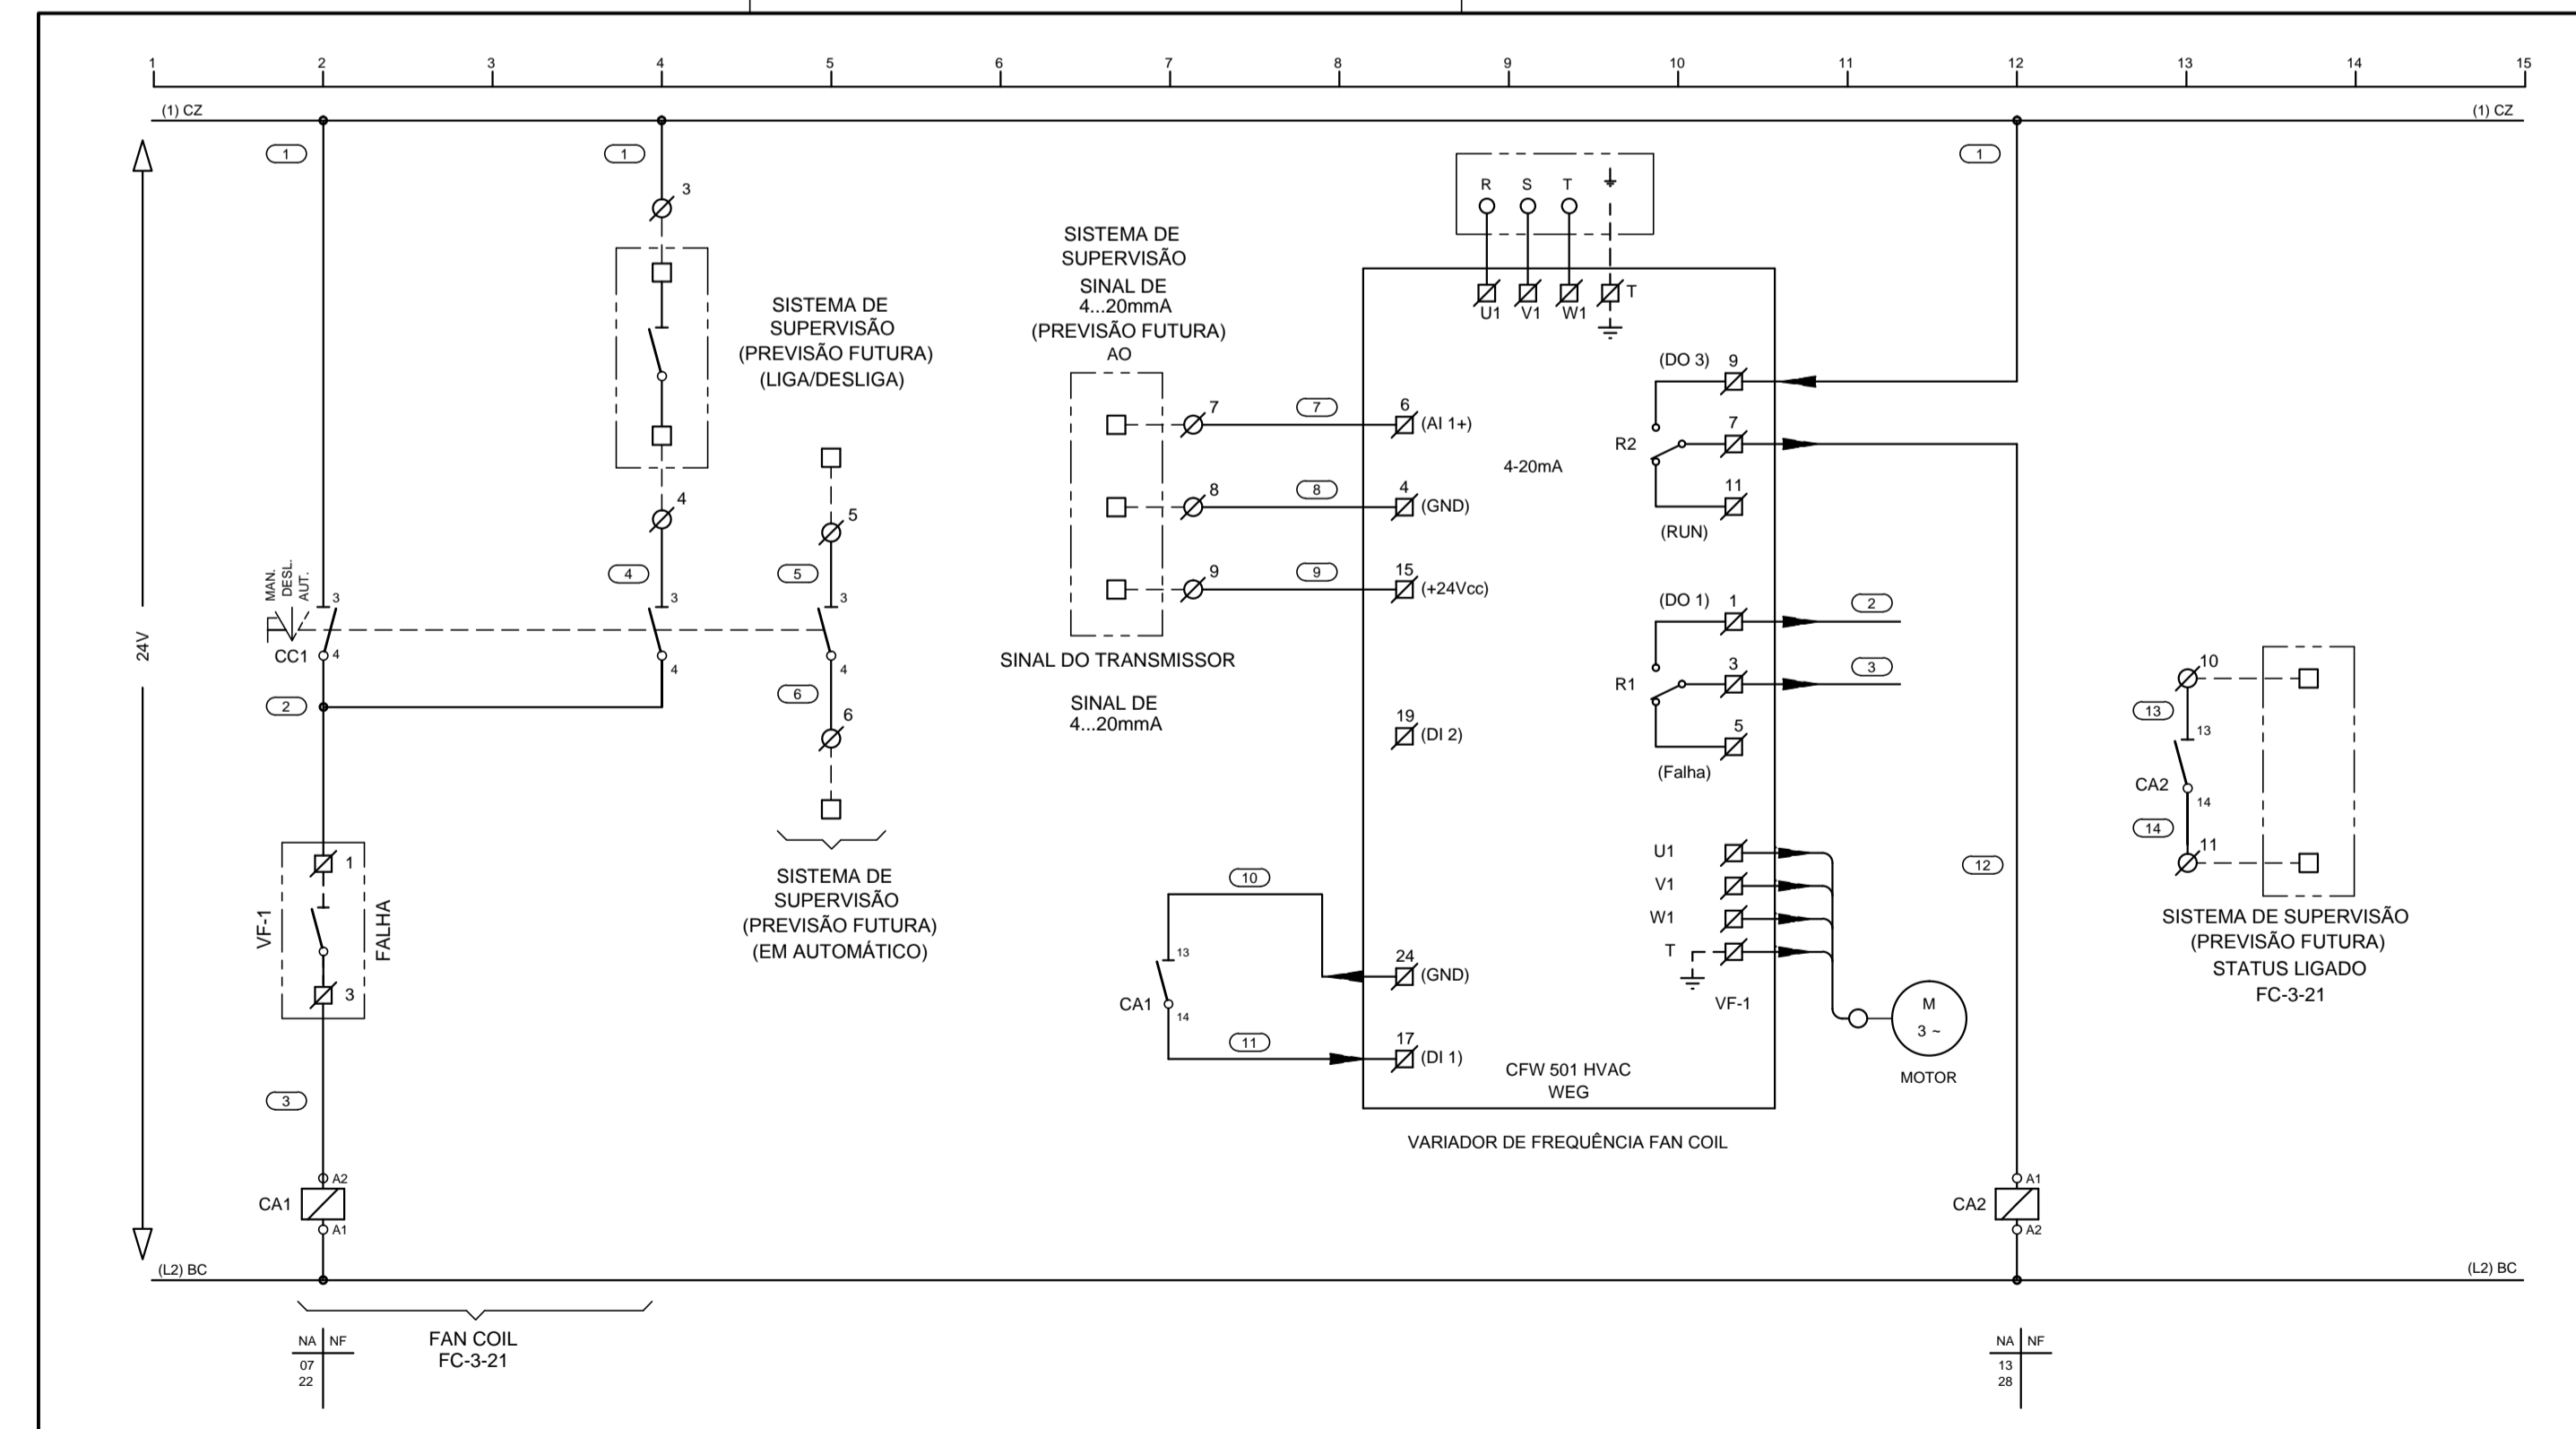 1 2 3 4 5 6 7 8 9 10 11 12 13 14 15
(1) CZ
(1) CZ
24V
1
1
1
3
SISTEMA DE
SUPERVISÃO
(PREVISÃO FUTURA)
(LIGA/DESLIGA)
4
4
5
5
MAN.
DESL.
AUT.
CC1
3
4
3
4
3
4
2
6
6
SISTEMA DE
SUPERVISÃO
(PREVISÃO FUTURA)
(EM AUTOMÁTICO)
VF-1
1
3
FALHA
3
CA1
A2
A1
SISTEMA DE
SUPERVISÃO
SINAL DE
4...20mmA
(PREVISÃO FUTURA)
AO
7
7
8
8
9
9
SINAL DO TRANSMISSOR
SINAL DE
4...20mmA
10
CA1
13
14
11
R S T
U1 V1 W1 T
6
(AI 1+)
4
(GND)
15
(+24Vcc)
19
(DI 2)
24
(GND)
17
(DI 1)
4-20mA
(DO 3) 9
R2
7
11
(RUN)
(DO 1) 1
R1
3
5
(Falha)
2
3
U1
V1
W1
T
VF-1
CFW 501 HVAC
WEG
VARIADOR DE FREQUÊNCIA FAN COIL
M
3 ~
MOTOR
12
CA2
A1
A2
10
13
13
CA2
14
14
11
SISTEMA DE SUPERVISÃO
(PREVISÃO FUTURA)
STATUS LIGADO
FC-3-21
(L2) BC
(L2) BC
NA NF
07
22
FAN COIL
FC-3-21
NA NF
13
28